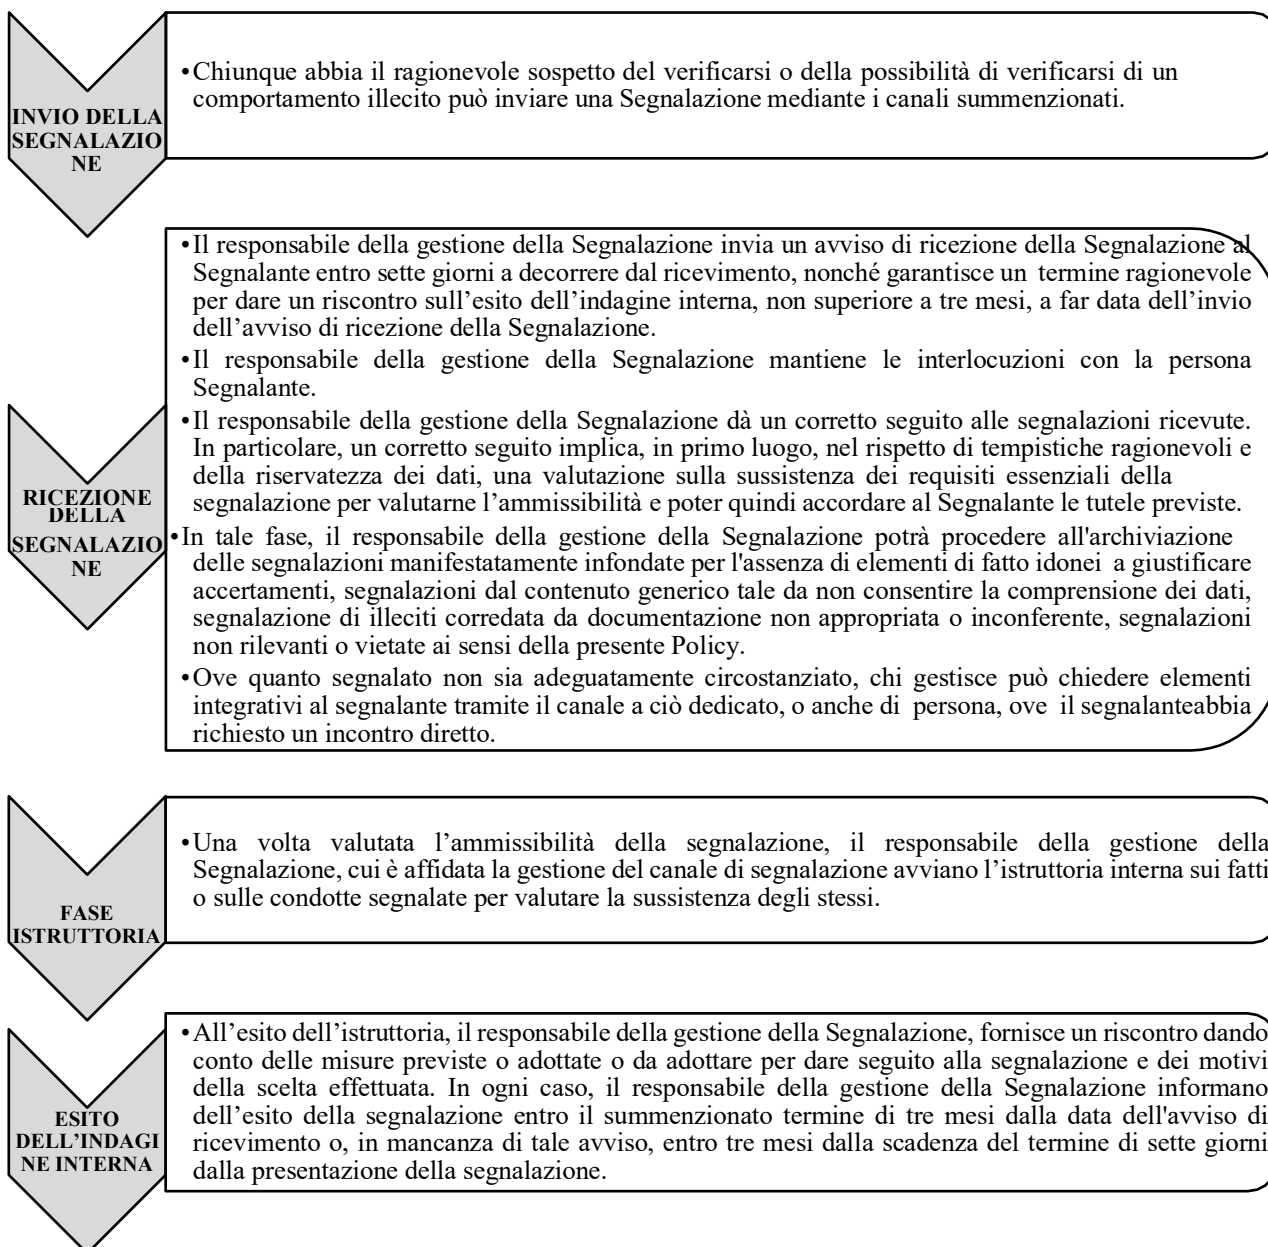 INVIO DELLA
SEGNALAZIO
NE
•Chiunque abbia il ragionevole sospetto del verificarsi o della possibilità di verificarsi di un
comportamento illecito può inviare una Segnalazione mediante i canali summenzionati.
RICEZIONE
DELLA
SEGNALAZIO
NE
•Il responsabile della gestione della Segnalazione invia un avviso di ricezione della Segnalazione al
Segnalante entro sette giorni a decorrere dal ricevimento, nonché garantisce un termine ragionevole
per dare un riscontro sull’esito dell’indagine interna, non superiore a tre mesi, a far data dell’invio
dell’avviso di ricezione della Segnalazione.
•Il responsabile della gestione della Segnalazione mantiene le interlocuzioni con la persona
Segnalante.
•Il responsabile della gestione della Segnalazione dà un corretto seguito alle segnalazioni ricevute.
In particolare, un corretto seguito implica, in primo luogo, nel rispetto di tempistiche ragionevoli e
della riservatezza dei dati, una valutazione sulla sussistenza dei requisiti essenziali della
segnalazione per valutarne l’ammissibilità e poter quindi accordare al Segnalante le tutele previste.
•In tale fase, il responsabile della gestione della Segnalazione potrà procedere all'archiviazione
delle segnalazioni manifestatamente infondate per l'assenza di elementi di fatto idonei a giustificare
accertamenti, segnalazioni dal contenuto generico tale da non consentire la comprensione dei dati,
segnalazione di illeciti corredata da documentazione non appropriata o inconferente, segnalazioni
non rilevanti o vietate ai sensi della presente Policy.
•Ove quanto segnalato non sia adeguatamente circostanziato, chi gestisce può chiedere elementi
integrativi al segnalante tramite il canale a ciò dedicato, o anche di persona, ove il segnalanteabbia
richiesto un incontro diretto.
FASE
ISTRUTTORIA
•Una volta valutata l’ammissibilità della segnalazione, il responsabile della gestione della
Segnalazione, cui è affidata la gestione del canale di segnalazione avviano l’istruttoria interna sui fatti
o sulle condotte segnalate per valutare la sussistenza degli stessi.
ESITO
DELL’INDAGI
NE INTERNA
•All’esito dell’istruttoria, il responsabile della gestione della Segnalazione, fornisce un riscontro dando
conto delle misure previste o adottate o da adottare per dare seguito alla segnalazione e dei motivi
della scelta effettuata. In ogni caso, il responsabile della gestione della Segnalazione informano
dell’esito della segnalazione entro il summenzionato termine di tre mesi dalla data dell'avviso di
ricevimento o, in mancanza di tale avviso, entro tre mesi dalla scadenza del termine di sette giorni
dalla presentazione della segnalazione.